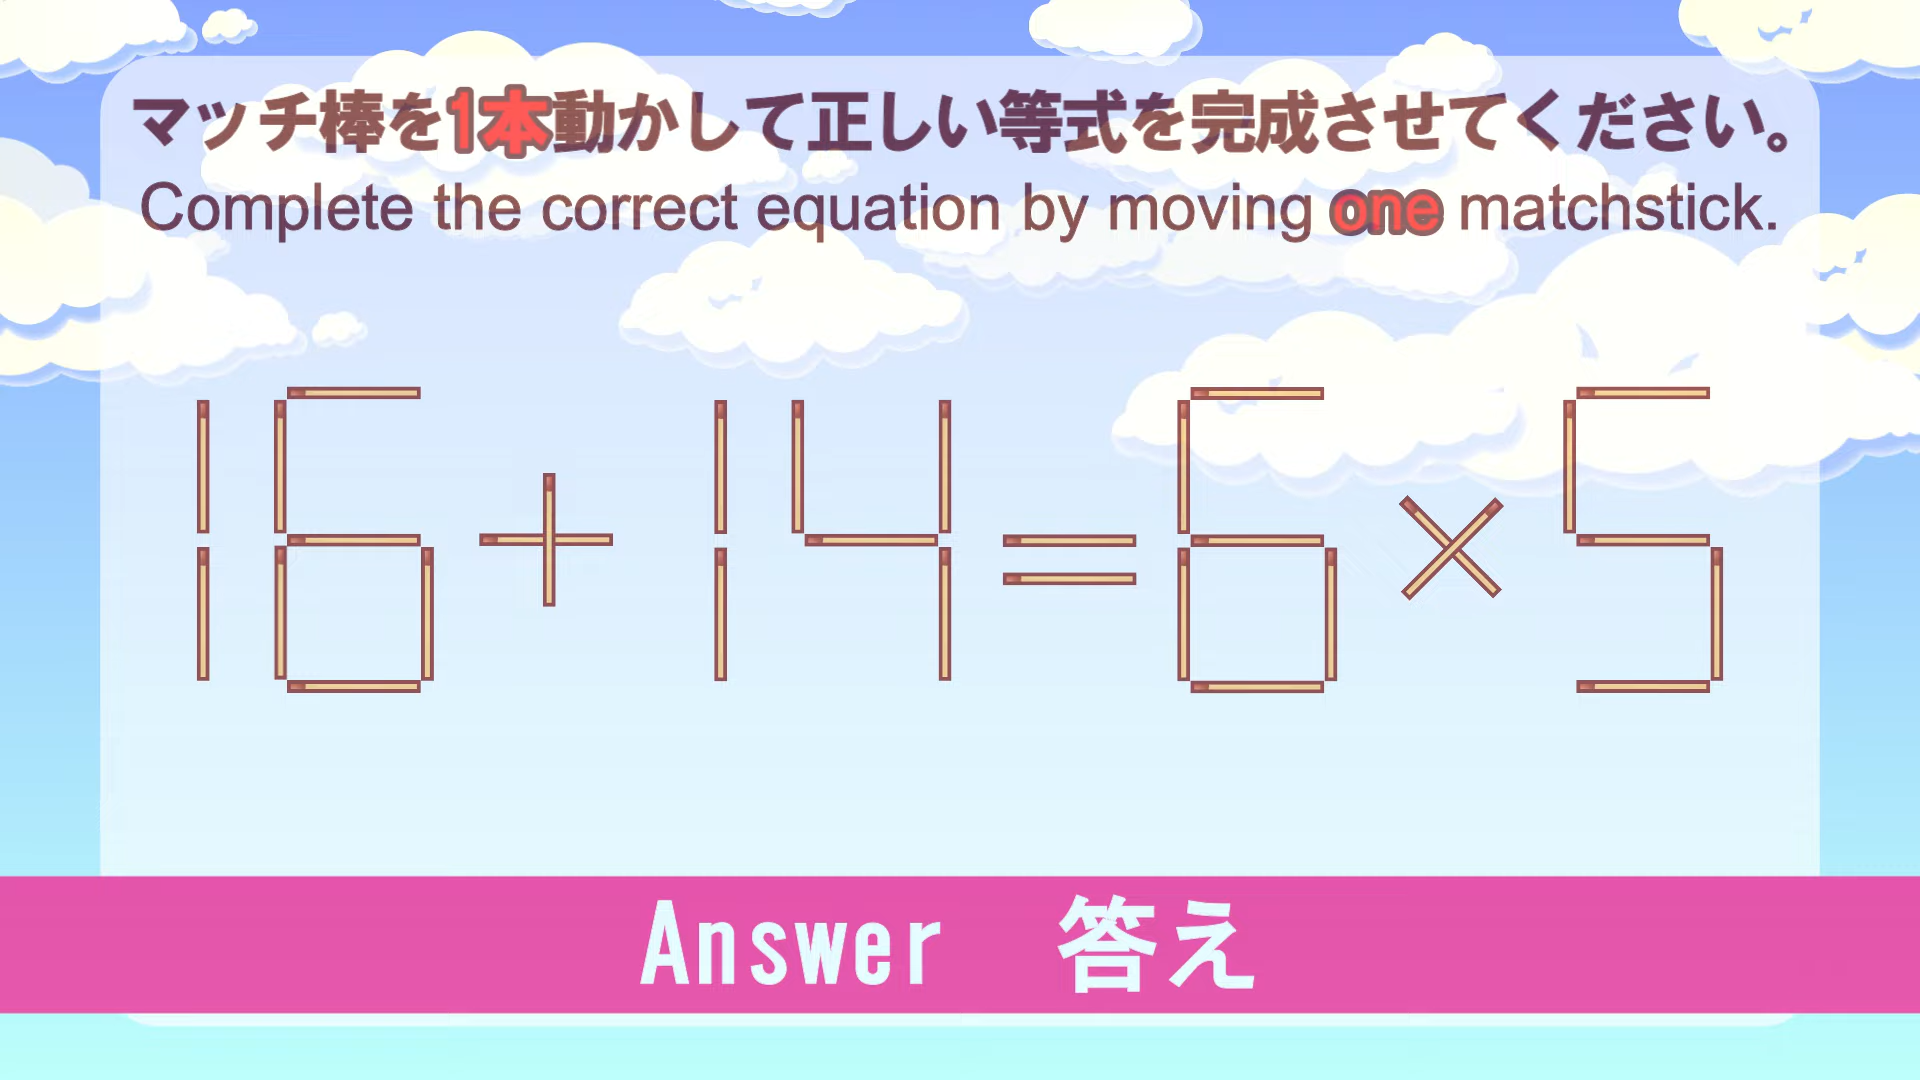 マッチ棒を1本動かして正しい等式を完成させてください。
Complete the correct equation by moving one matchstick.
16+14=6×5
Answer 答え